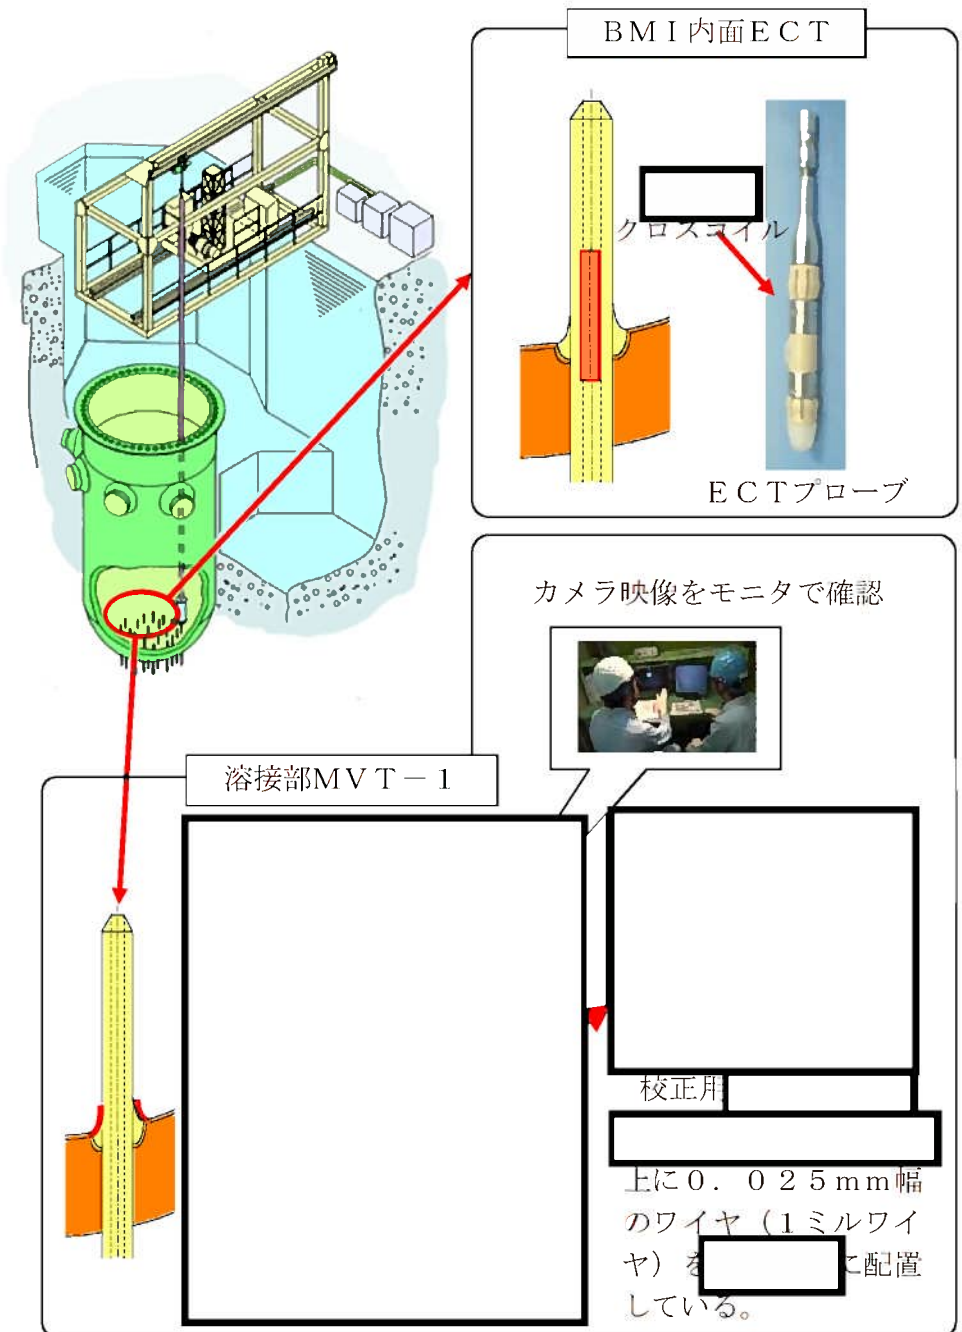 ＢＭＩ内面ＥＣＴ
クロスコイル
ＥＣＴプローブ
カメラ映像をモニタで確認
溶接部ＭＶＴ－１
校正用
上に０．０２５ｍｍ幅
のワイヤ（１ミルワイ
ヤ）を に配置
している。